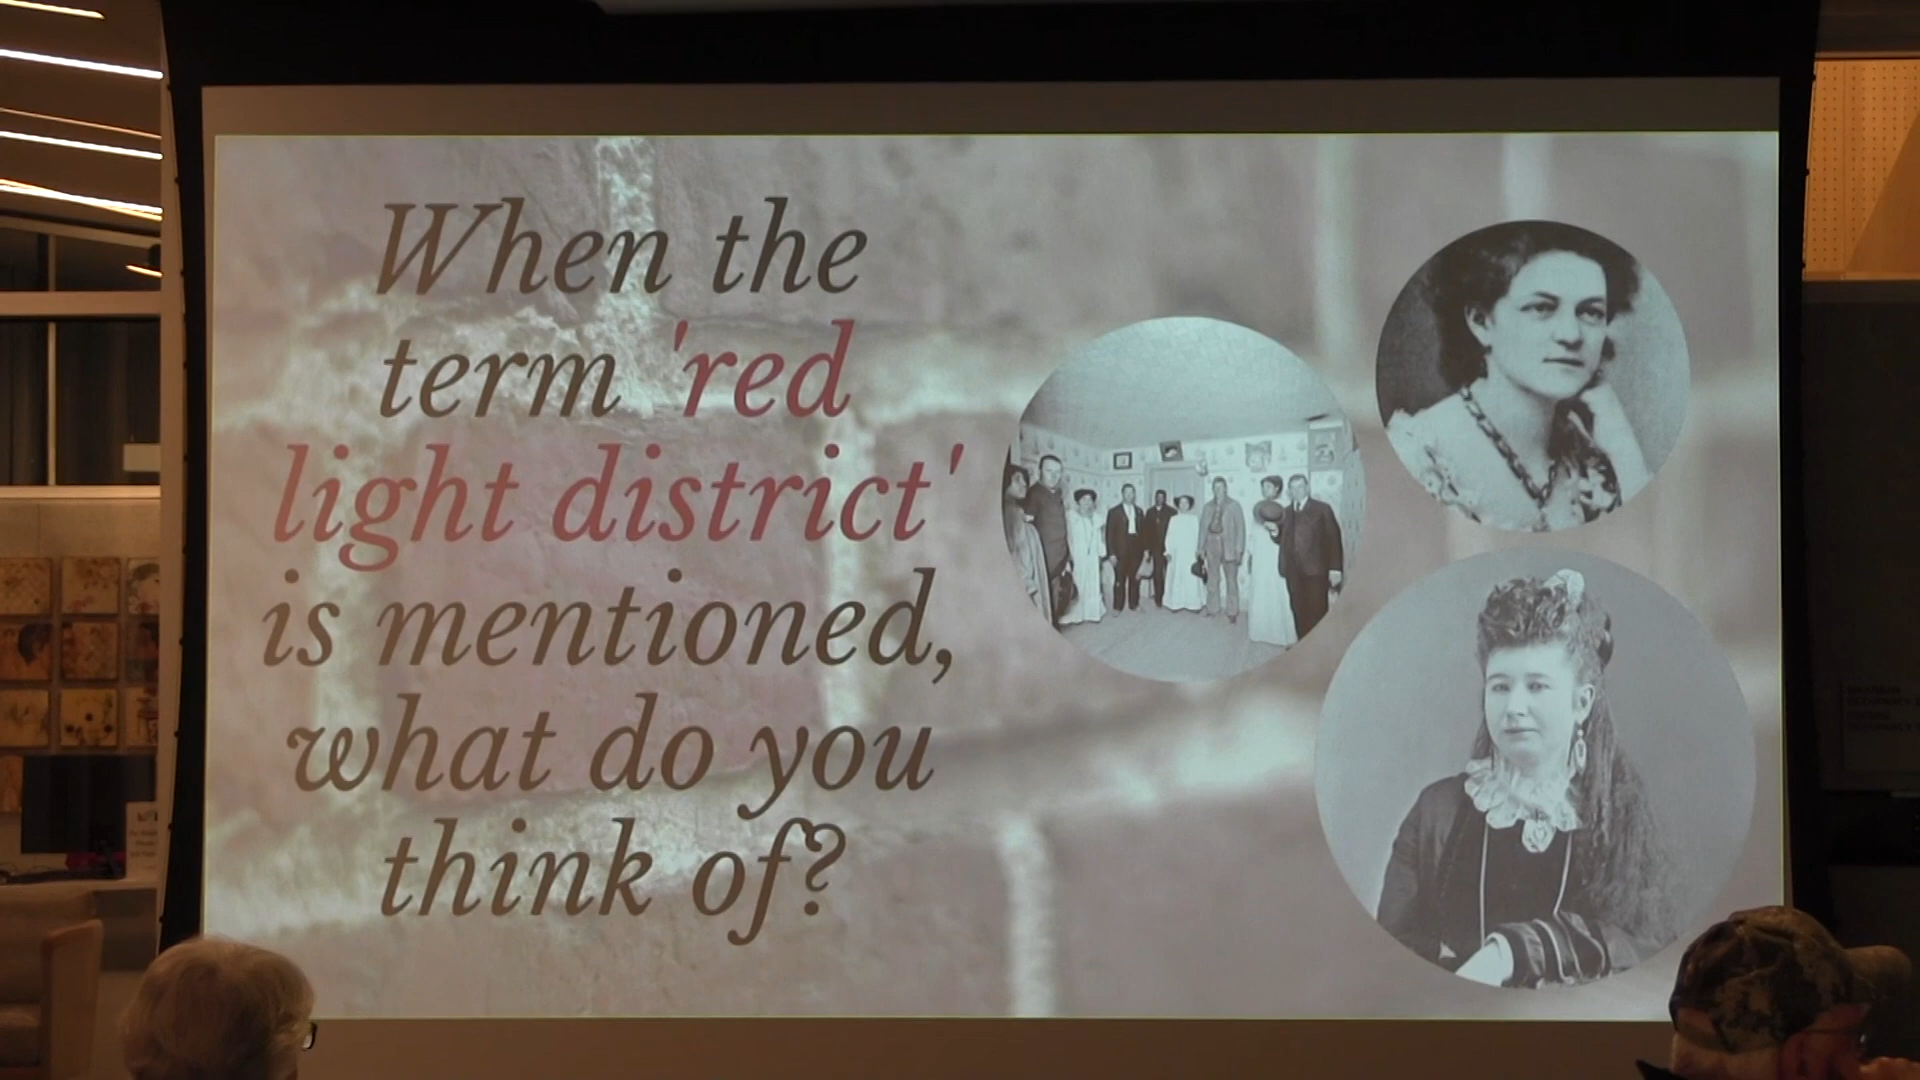 When the
term 'red
light district'
is mentioned,
what do you
think of?